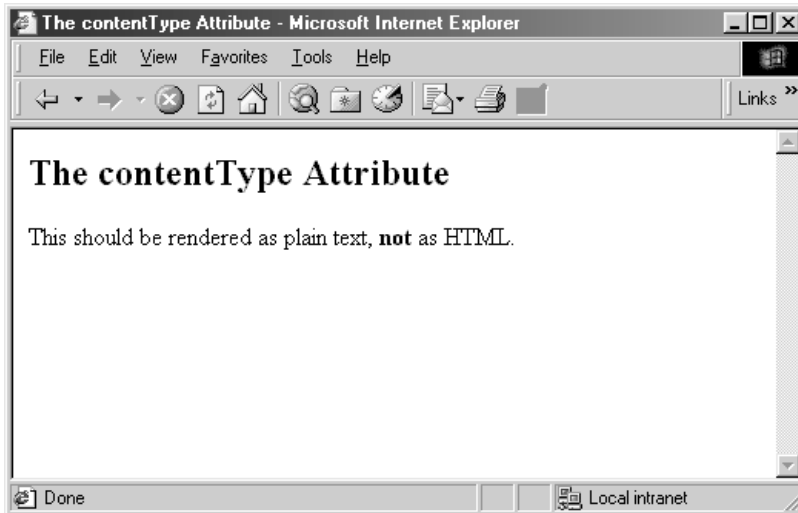 The contentType Attribute - Microsoft Internet Explorer
File Edit View Favorites Tools Help
Links »
The contentType Attribute
This should be rendered as plain text, not as HTML.
Done Local intranet